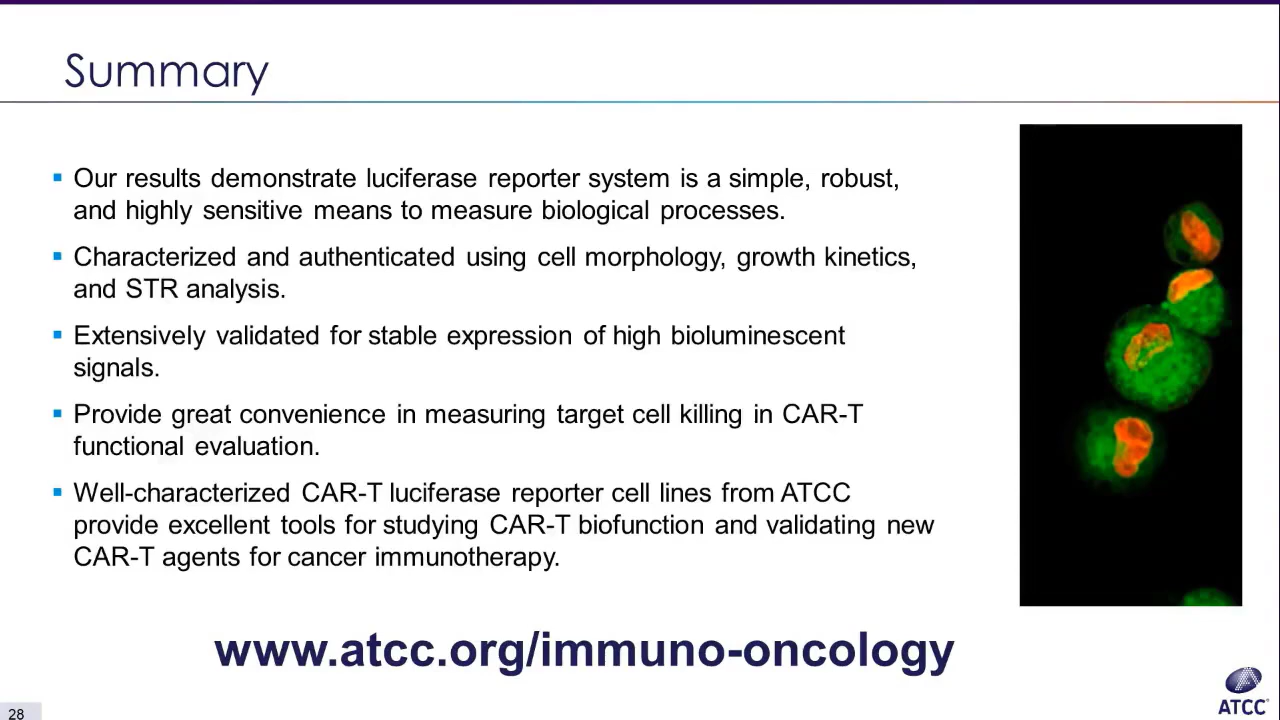 Summary
▪ Our results demonstrate luciferase reporter system is a simple, robust,
and highly sensitive means to measure biological processes.
▪ Characterized and authenticated using cell morphology, growth kinetics,
and STR analysis.
▪ Extensively validated for stable expression of high bioluminescent
signals.
▪ Provide great convenience in measuring target cell killing in CAR-T
functional evaluation.
▪ Well-characterized CAR-T luciferase reporter cell lines from ATCC
provide excellent tools for studying CAR-T biofunction and validating new
CAR-T agents for cancer immunotherapy.
www.atcc.org/immuno-oncology
28
ATCC